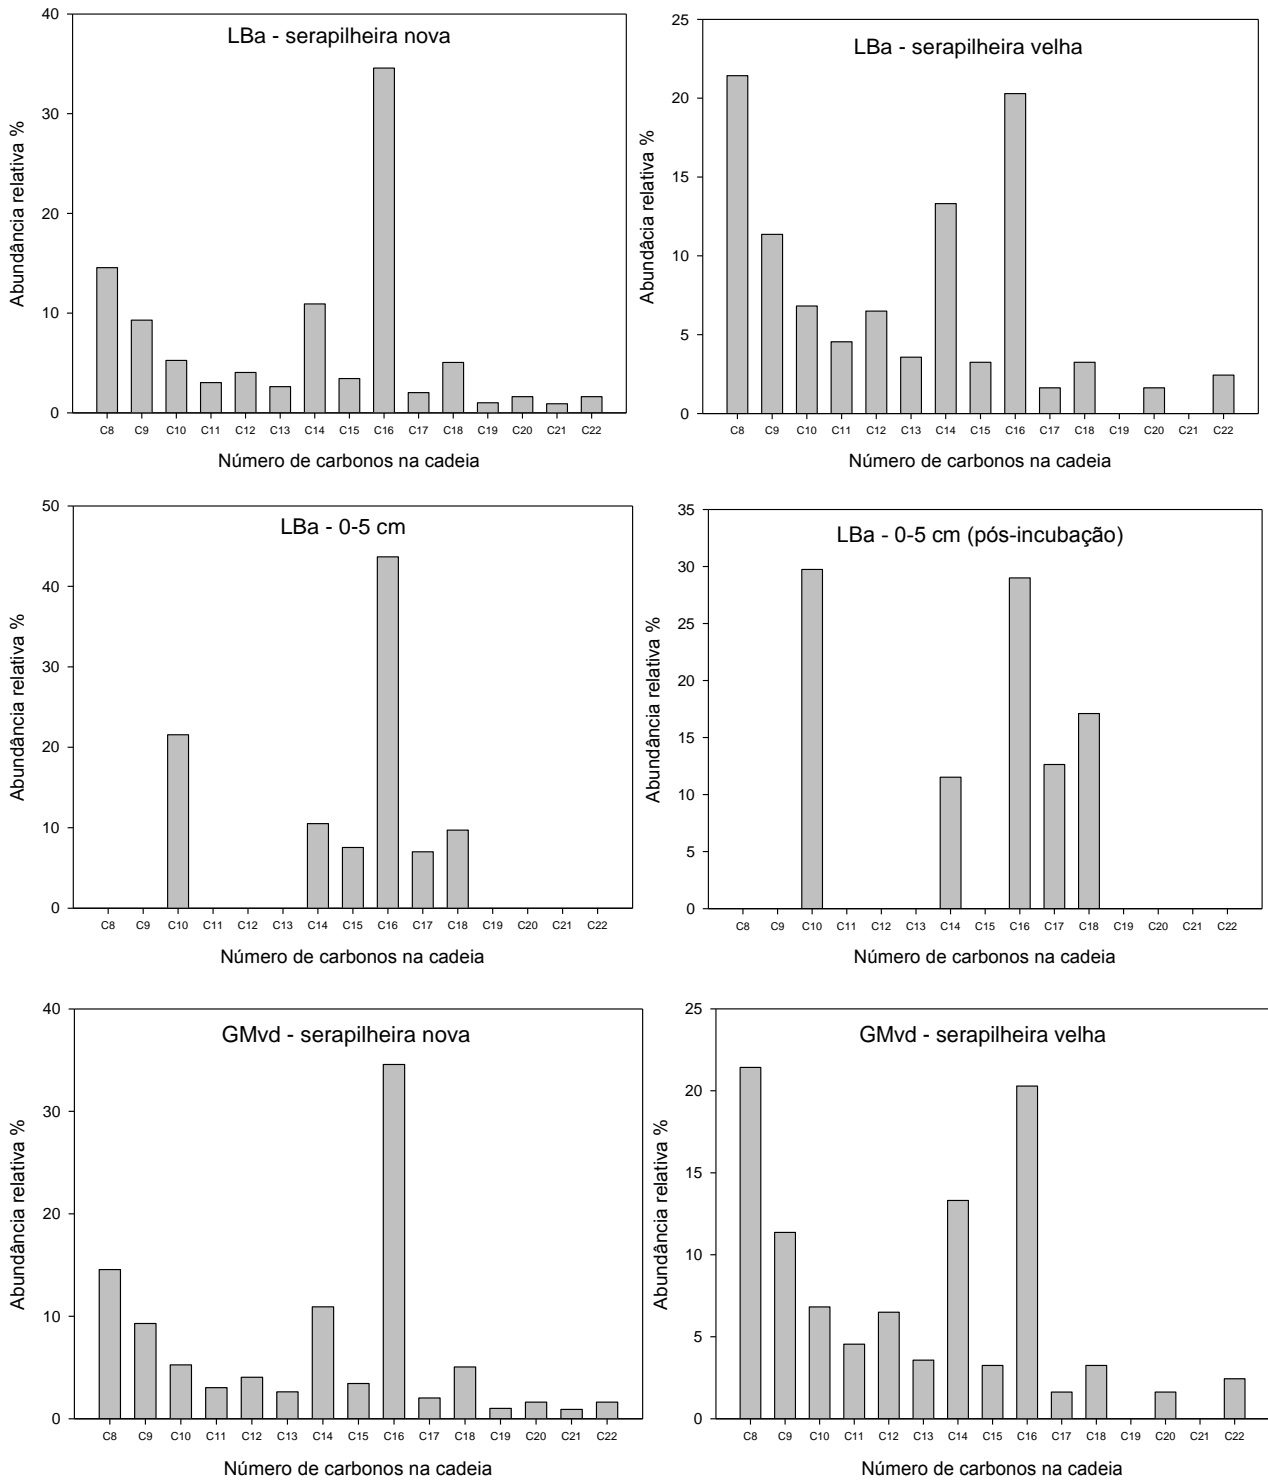 LBa - serapilheira nova
Abundância relativa %
40
30
20
10
0
C8 C9 C10 C11 C12 C13 C14 C15 C16 C17 C18 C19 C20 C21 C22
Número de carbonos na cadeia
LBa - serapilheira velha
Abundâcia relativa %
25
20
15
10
5
0
C8 C9 C10 C11 C12 C13 C14 C15 C16 C17 C18 C19 C20 C21 C22
Número de carbonos na cadeia
LBa - 0-5 cm
Abundância relativa %
50
40
30
20
10
0
C8 C9 C10 C11 C12 C13 C14 C15 C16 C17 C18 C19 C20 C21 C22
Número de carbonos na cadeia
LBa - 0-5 cm (pós-incubação)
Abundância relativa %
35
30
25
20
15
10
5
0
C8 C9 C10 C11 C12 C13 C14 C15 C16 C17 C18 C19 C20 C21 C22
Número de carbonos na cadeia
GMvd - serapilheira nova
Abundância relativa %
40
30
20
10
0
C8 C9 C10 C11 C12 C13 C14 C15 C16 C17 C18 C19 C20 C21 C22
Número de carbonos na cadeia
GMvd - serapilheira velha
Abundância relativa %
25
20
15
10
5
0
C8 C9 C10 C11 C12 C13 C14 C15 C16 C17 C18 C19 C20 C21 C22
Número de carbonos na cadeia